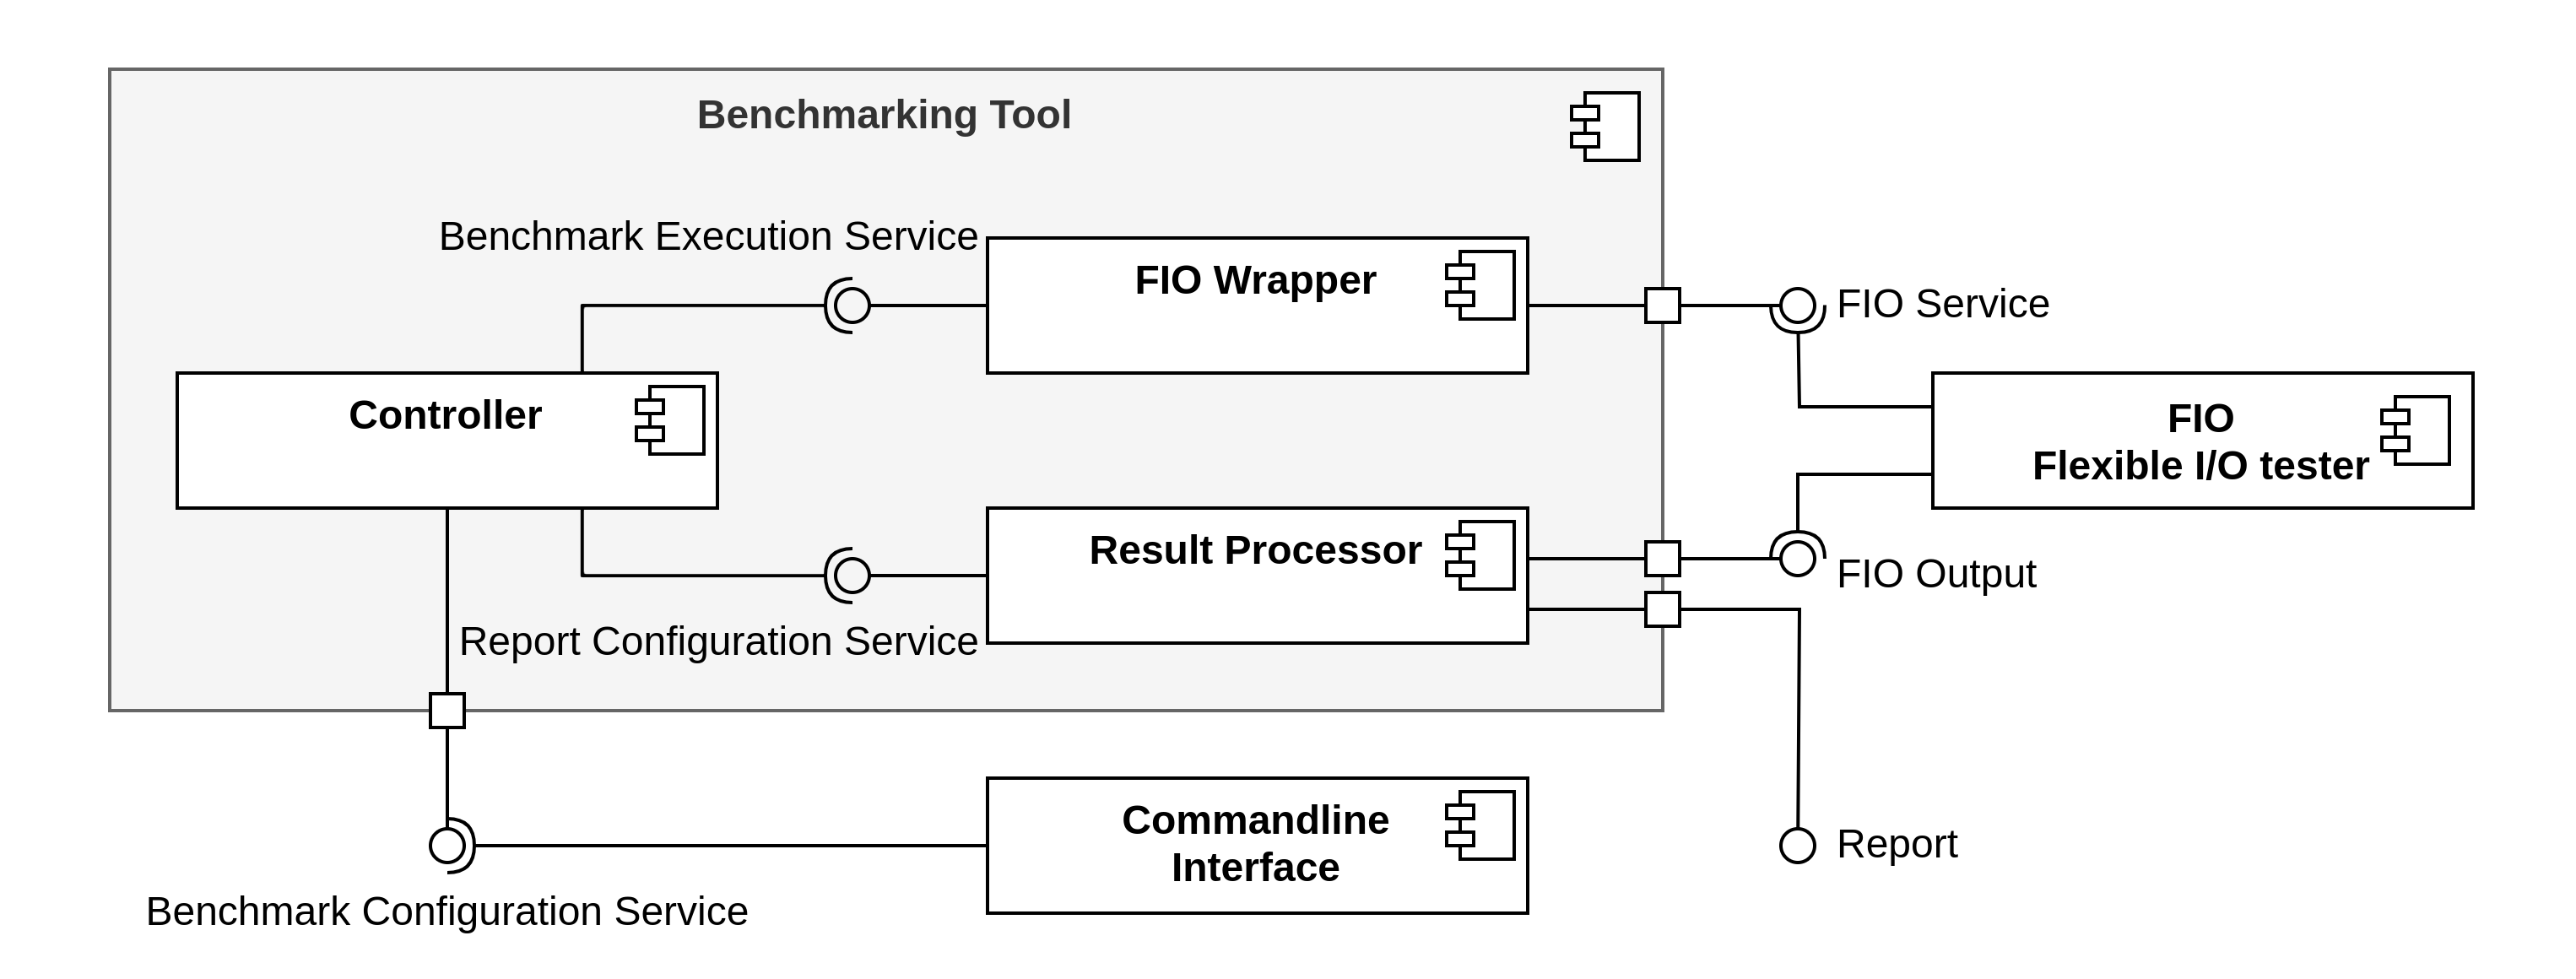 Benchmarking Tool
Benchmark Execution Service
FIO Wrapper
FIO Service
Controller
FIO
Flexible I/O tester
Result Processor
FIO Output
Report Configuration Service
Commandline
Interface
Report
Benchmark Configuration Service